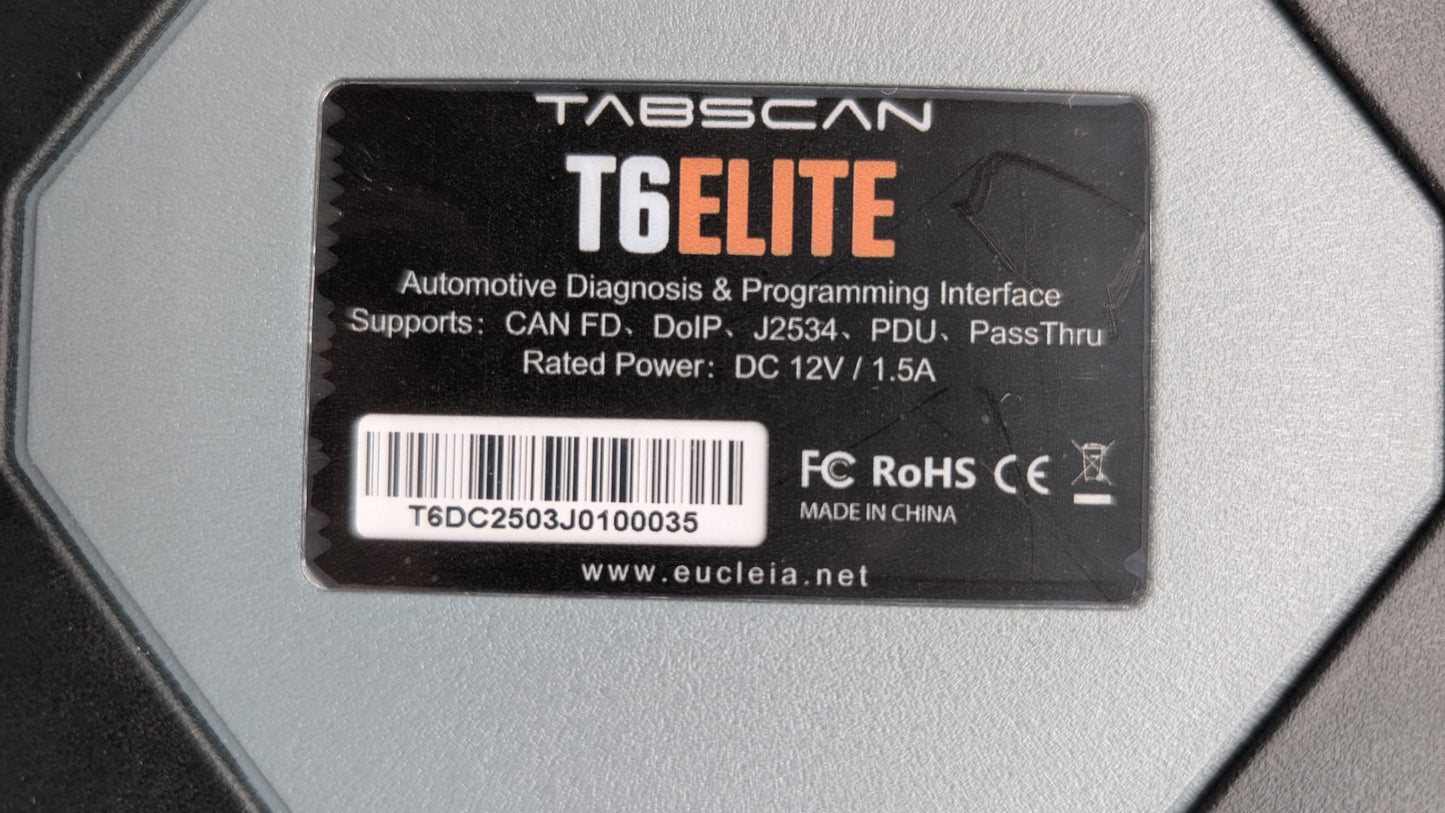 TABSCAN
T6ELITE
Automotive Diagnosis & Programming Interface
Supports：CAN FD、DoIP、J2534、PDU、PassThru
Rated Power：DC 12V / 1.5A
FC RoHS CE
T6DC2503J0100035
MADE IN CHINA
www.eucleia.net